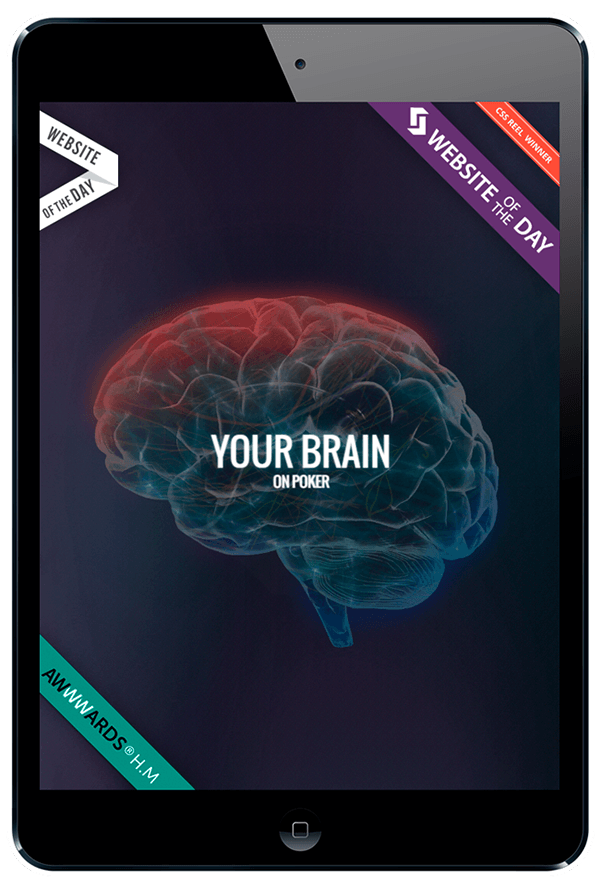 WEBSITE
OF THE DAY
CSS REEL WINNER
WEBSITE OF THE DAY
YOUR BRAIN
ON POKER
AWWWARDS® H.M